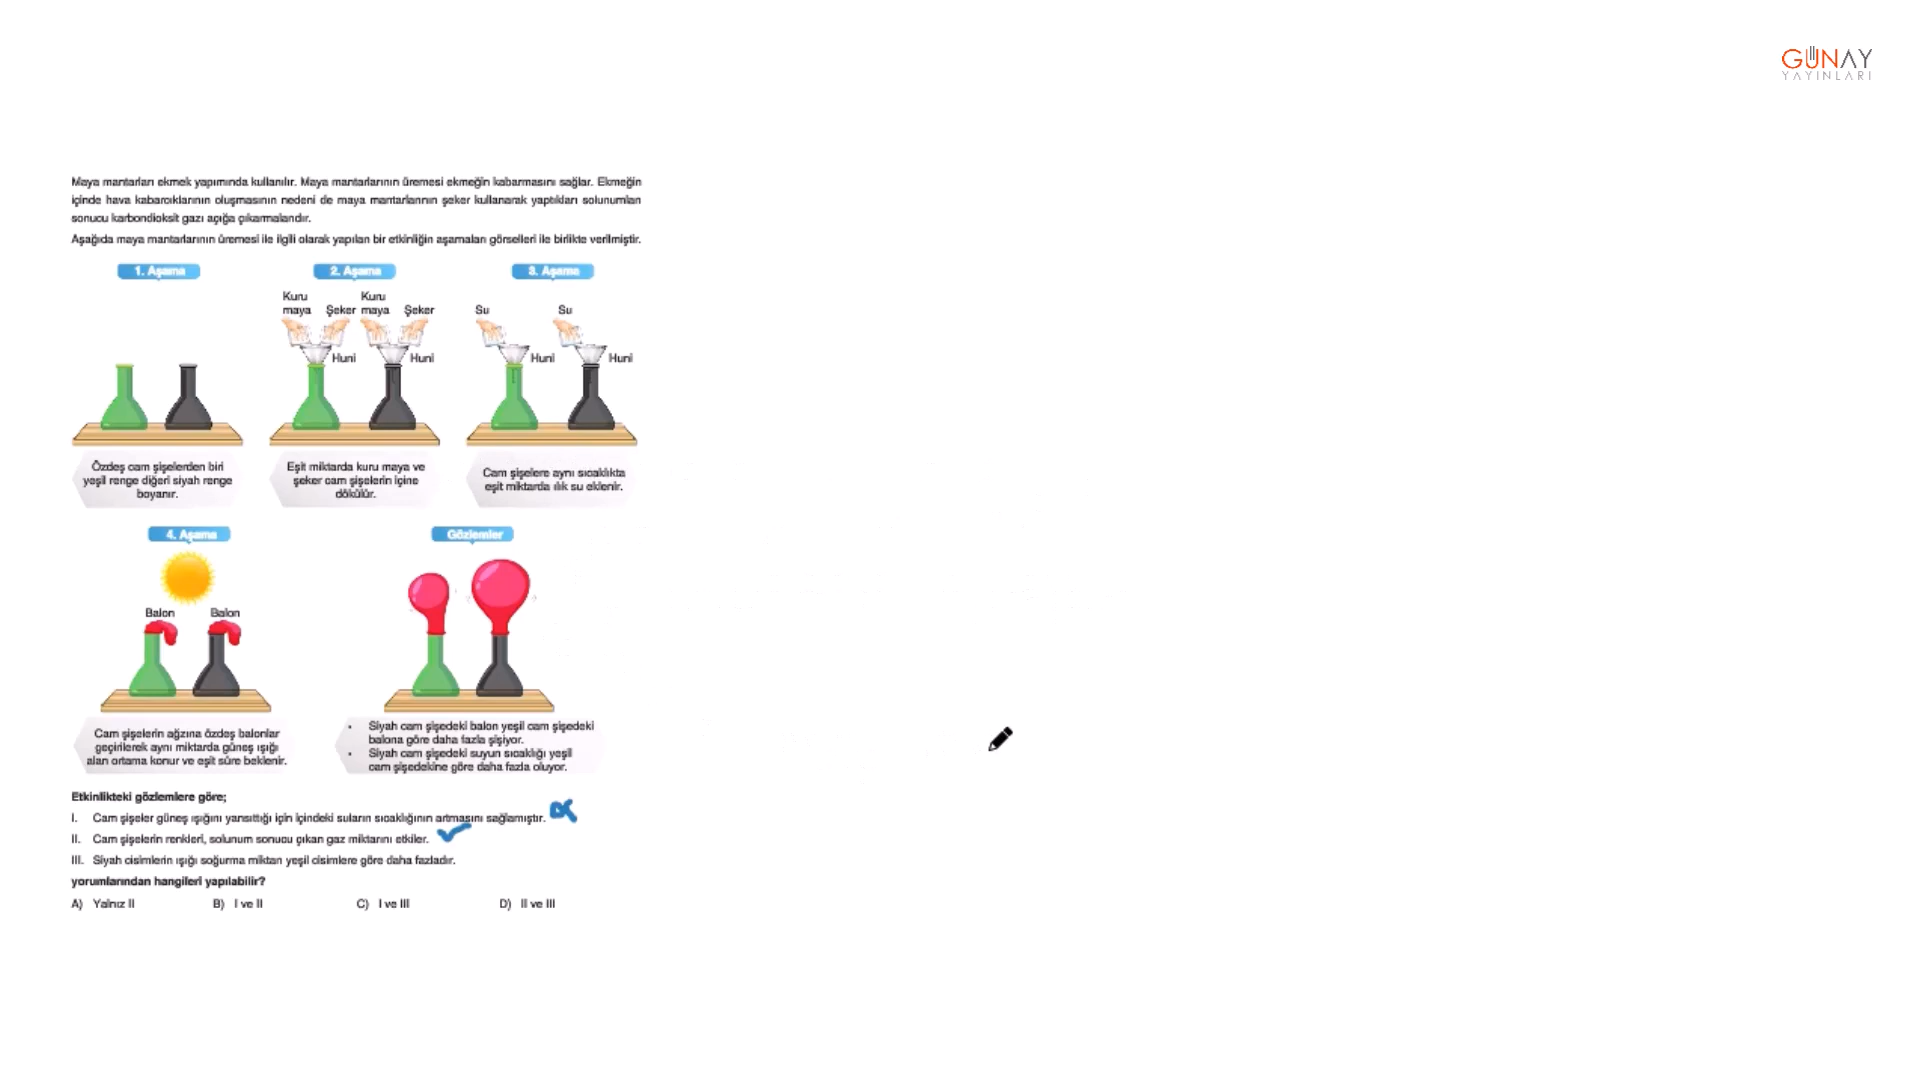 GÜNAY
YAYINLARI
Maya mantarları ekmek yapımında kullanılır. Maya mantarlarının üremesi ekmeğin kabarmasını sağlar. Ekmeğin
içinde hava kabarcıklarının oluşmasının nedeni de maya mantarlarının şeker kullanarak yaptıkları solunumları
sonucu karbondioksit gazı açığa çıkarmalarıdır.
Aşağıda maya mantarlarının üremesi ile ilgili olarak yapılan bir etkinliğin aşamaları görselleri ile birlikte verilmiştir.
1. Aşama
2. Aşama
3. Aşama
Kuru maya Şeker Kuru maya Şeker
Su Su
Huni Huni
Huni Huni
Özdeş cam şişelerden biri
yeşil renge diğeri siyah renge
boyanır.
Eşit miktarda kuru maya ve
şeker cam şişelerin içine
dökülür.
Cam şişelere aynı sıcaklıkta
eşit miktarda ılık su eklenir.
4. Aşama
Gözlemler
Balon Balon
Cam şişelerin ağzına özdeş balonlar
geçirilerek aynı miktarda güneş ışığı
alan ortama konur ve eşit süre beklenir.
• Siyah cam şişedeki balon yeşil cam şişedeki
balona göre daha fazla şişiyor.
• Siyah cam şişedeki suyun sıcaklığı yeşil
cam şişedekine göre daha fazla oluyor.
Etkinlikteki gözlemlere göre;
I. Cam şişeler güneş ışığını yansıttığı için içindeki suların sıcaklığının artmasını sağlamıştır.
II. Cam şişelerin renkleri, solunum sonucu çıkan gaz miktarını etkiler.
III. Siyah cisimlerin ışığı soğurma miktarı yeşil cisimlere göre daha fazladır.
yorumlarından hangileri yapılabilir?
A) Yalnız II B) I ve II C) I ve III D) II ve III